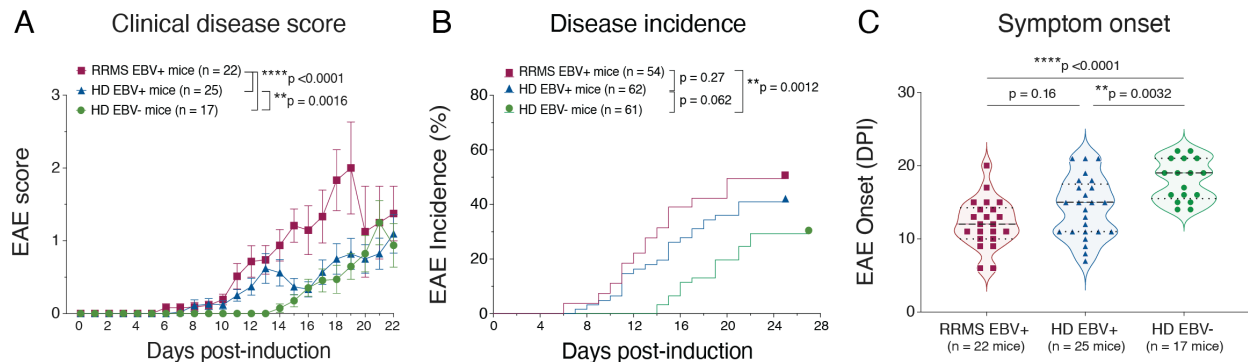 A Clinical disease score
RRMS EBV+ mice (n = 22)
HD EBV+ mice (n = 25)
HD EBV- mice (n = 17)
****p <0.0001
**p = 0.0016
EAE score
3
2
1
0
0 2 4 6 8 10 12 14 16 18 20 22
Days post-induction
B Disease incidence
RRMS EBV+ mice (n = 54)
HD EBV+ mice (n = 62)
HD EBV- mice (n = 61)
p = 0.27
p = 0.062
**p = 0.0012
EAE Incidence (%)
80
60
40
20
0
0 4 8 12 16 20 24 28
Days post-induction
C Symptom onset
****p <0.0001
p = 0.16
**p = 0.0032
EAE Onset (DPI)
30
20
10
0
RRMS EBV+
(n = 22 mice)
HD EBV+
(n = 25 mice)
HD EBV-
(n = 17 mice)